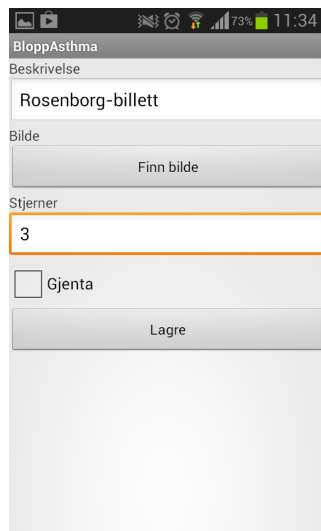 73% 11:34
BloppAsthma
Beskrivelse
Rosenborg-billett
Bilde
Finn bilde
Stjerner
3
Gjenta
Lagre